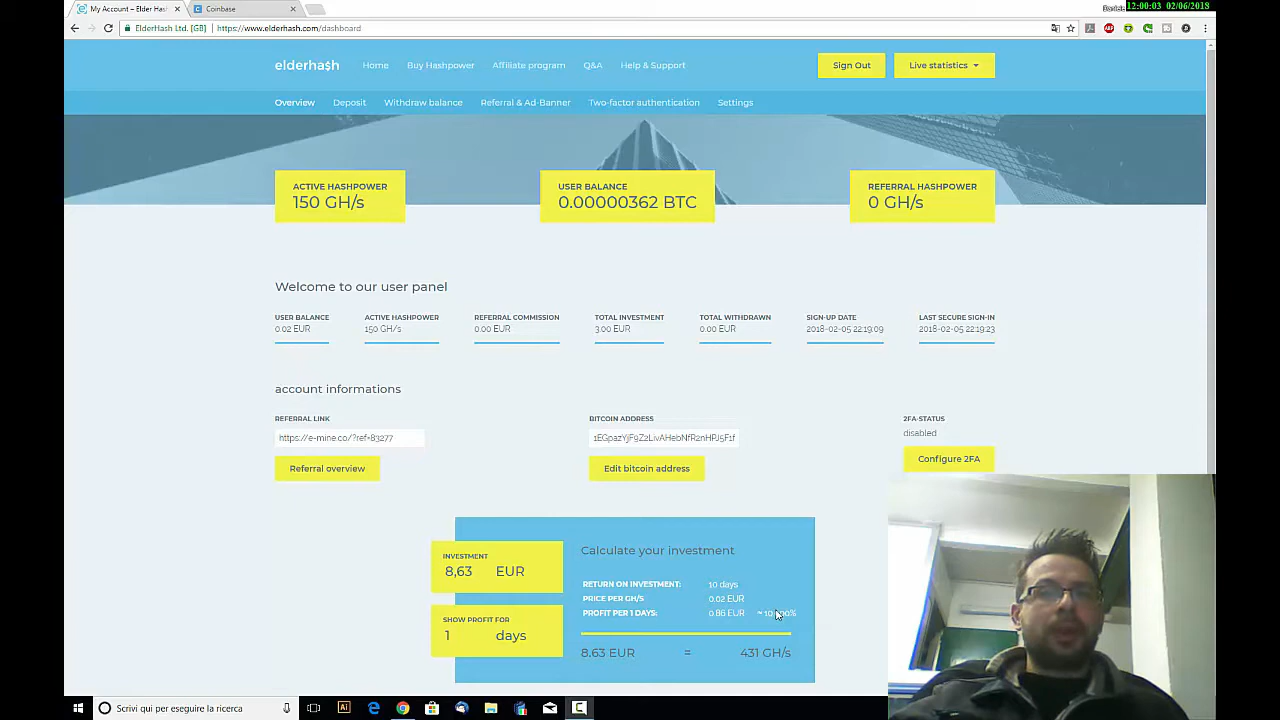 My Account – Elder Hash
Coinbase
12:00:03 02/06/2018
ElderHash Ltd. [GB] https://www.elderhash.com/dashboard
elderha$h Home Buy Hashpower Affiliate program Q&A Help & Support Sign Out Live statistics
Overview Deposit Withdraw balance Referral & Ad-Banner Two-factor authentication Settings
ACTIVE HASHPOWER
150 GH/s
USER BALANCE
0.00000362 BTC
REFERRAL HASHPOWER
0 GH/s
Welcome to our user panel
USER BALANCE ACTIVE HASHPOWER REFERRAL COMMISSION TOTAL INVESTMENT TOTAL WITHDRAWN SIGN-UP DATE LAST SECURE SIGN-IN
0.02 EUR 150 GH/s 0.00 EUR 3.00 EUR 0.00 EUR 2018-02-05 22:19:09 2018-02-05 22:19:23
account informations
REFERRAL LINK BITCOIN ADDRESS 2FA-STATUS
https://e-mine.co/?ref=83277 disabled
Referral overview Edit bitcoin address Configure 2FA
INVESTMENT
8,63 EUR
SHOW PROFIT FOR
1 days
Calculate your investment
RETURN ON INVESTMENT: 10 days
PRICE PER GH/S 0.02 EUR
PROFIT PER 1 DAYS: 0.86 EUR
8.63 EUR = 431 GH/s
Scrivi qui per eseguire la ricerca